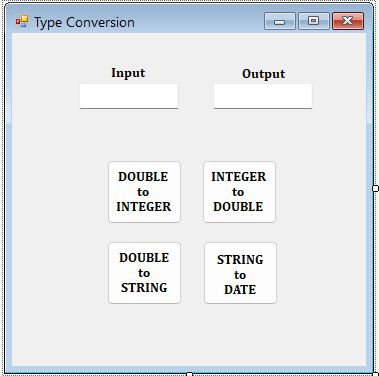 Type Conversion
Input
Output
DOUBLE
to
INTEGER
INTEGER
to
DOUBLE
DOUBLE
to
STRING
STRING
to
DATE